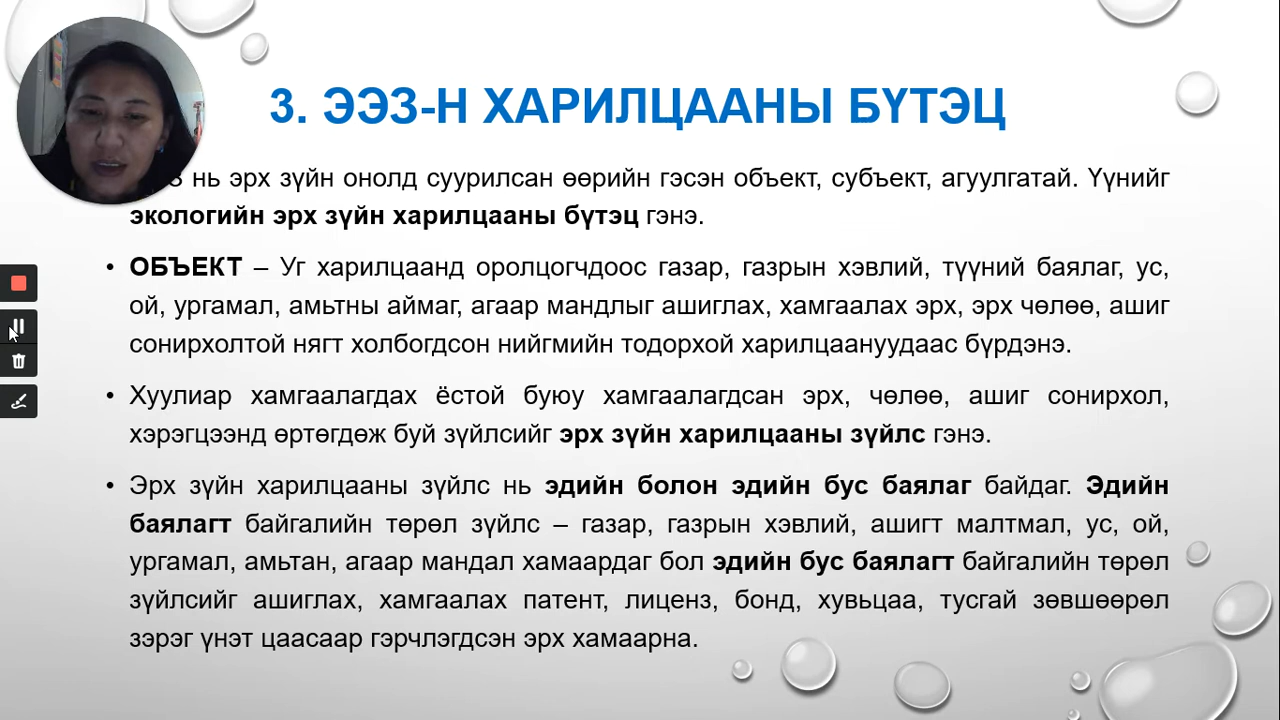 3. ЭЭЗ-Н ХАРИЛЦААНЫ БҮТЭЦ
нь эрх зүйн онолд суурилсан өөрийн гэсэн объект, субъект, агуулгатай. Үүнийг
экологийн эрх зүйн харилцааны бүтэц гэнэ.
• ОБЪЕКТ – Уг харилцаанд оролцогчдоос газар, газрын хэвлий, түүний баялаг, ус,
ой, ургамал, амьтны аймаг, агаар мандлыг ашиглах, хамгаалах эрх, эрх чөлөө, ашиг
сонирхолтой нягт холбогдсон нийгмийн тодорхой харилцаануудаас бүрдэнэ.
• Хуулиар хамгаалагдах ёстой буюу хамгаалагдсан эрх, чөлөө, ашиг сонирхол,
хэрэгцээнд өртөгдөж буй зүйлсийг эрх зүйн харилцааны зүйлс гэнэ.
• Эрх зүйн харилцааны зүйлс нь эдийн болон эдийн бус баялаг байдаг. Эдийн
баялагт байгалийн төрөл зүйлс – газар, газрын хэвлий, ашигт малтмал, ус, ой,
ургамал, амьтан, агаар мандал хамаардаг бол эдийн бус баялагт байгалийн төрөл
зүйлсийг ашиглах, хамгаалах патент, лиценз, бонд, хувьцаа, тусгай зөвшөөрөл
зэрэг үнэт цаасаар гэрчлэгдсэн эрх хамаарна.